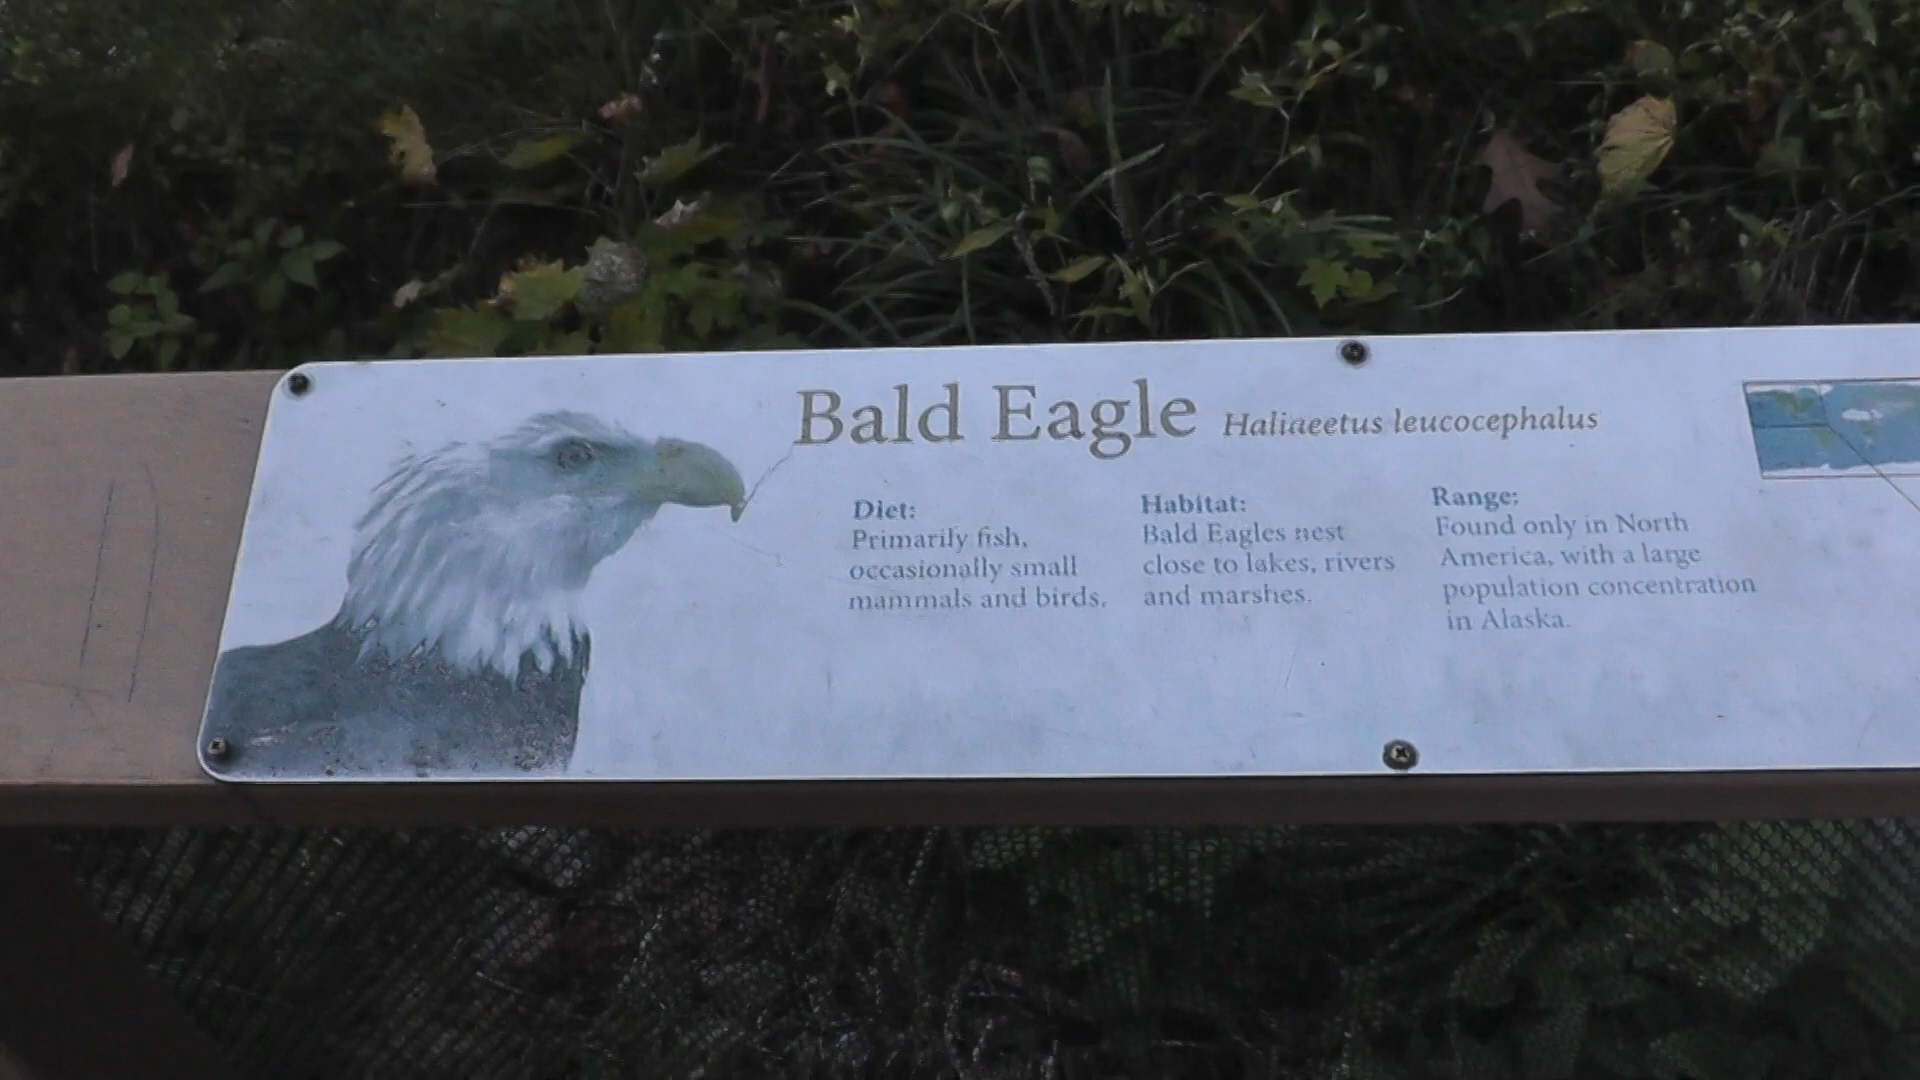 Bald Eagle Haliaeetus leucocephalus
Diet:
Primarily fish,
occasionally small
mammals and birds.
Habitat:
Bald Eagles nest
close to lakes, rivers
and marshes.
Range:
Found only in North
America, with a large
population concentration
in Alaska.